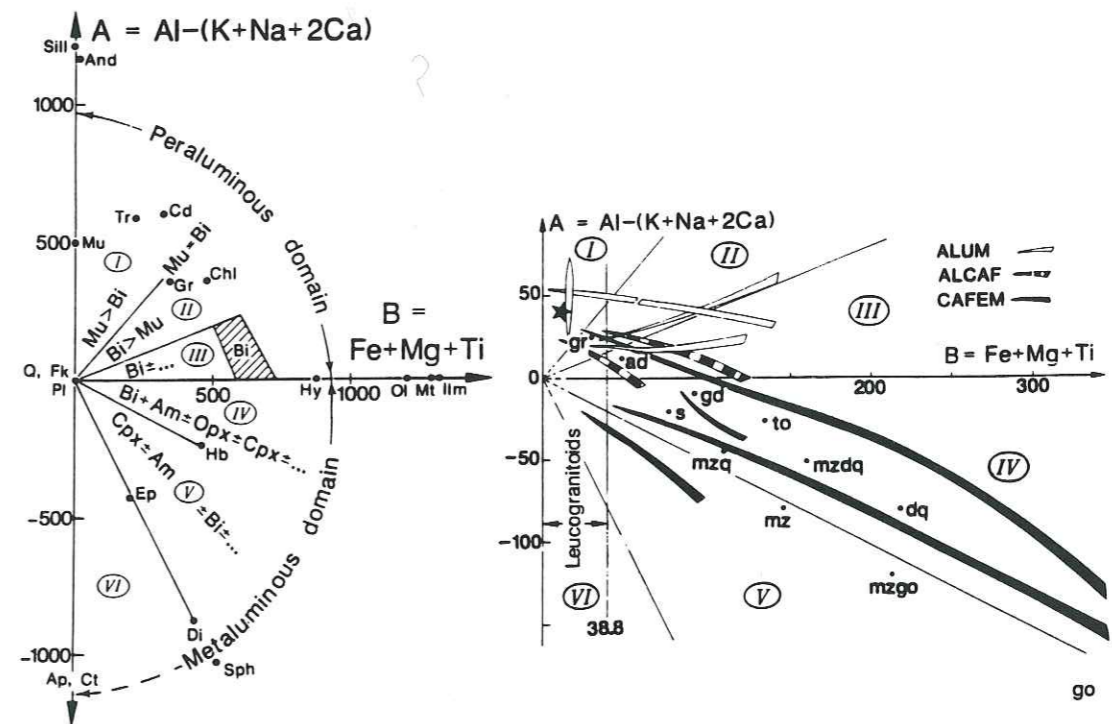 A = Al-(K+Na+2Ca)
Sill
And
1000
Peraluminous domain
Tr
Cd
500
Mu
I
Mu=Bi
Gr
Chl
Mu>Bi
II
Bi>Mu
III
Bi
B =
Fe+Mg+Ti
Bi±...
Q, Fk
Pl
500
Hy
1000
Ol
Mt
Ilm
IV
Bi+Am±Opx±Cpx±...
Hb
Cpx±Am
±Bi±...
V
Ep
-500
VI
Di
Metaluminous domain
-1000
Sph
Ap, Ct
?
A = Al-(K+Na+2Ca)
I
II
ALUM
ALCAF
CAFEM
50
III
gr
ad
B = Fe+Mg+Ti
0
100
200
300
gd
s
to
-50
mzq
mzdq
IV
mz
dq
-100
Leucogranitoids
mzgo
VI
V
38.8
go